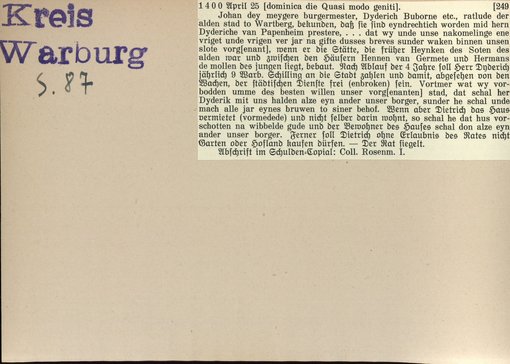 Kreis
Warburg
S. 87
1400 April 25 [dominica die Quasi modo geniti]. [249
Johan dey meygere burgermester, Dyderich Buborne etc., ratlude der
alden stad to Wartberg, bekunden, daß sie sind eyndrechtich worden mid hern
Dyderiche van Papenheim prestere, . . . dat wy unde unse nakomelinge ene
vriget unde vrigen ver jar na gifte dusses breves sunder waken binnen unsen
slote vorg[enant], wenn er die Stätte, die früher Heynken des Soten des
alden war und zwischen den Häusern Hennen van Germete und Hermans
de mollen des jungen liegt, bebaut. Nach Ablauf der 4 Jahre soll Herr Dyderich
jährlich 9 Warb. Schilling an die Stadt zahlen und damit, abgesehen von den
Wachen, der städtischen Dienste frei (enbroken) sein. Vortmer wat wy vor-
bodden umme des besten willen unser vorg[enanten] stad, dat schal her
Dyderik mit uns halden alze eyn ander unser borger, sunder he schal unde
mach alle jar eynes bruwen to siner behof. Wenn aber Dietrich das Haus
vermietet (vormedede) und nicht selber darin wohnt, so schal he dat hus vor-
schotten na wibbelde gude und der Bewohner des Hauses schal don alze eyn
ander unser borger. Ferner soll Dietrich ohne Erlaubnis des Rates nicht
Garten oder Hofland kaufen dürfen. — Der Rat siegelt.
Abschrift im Schulden-Copial: Coll. Rosenm. I.